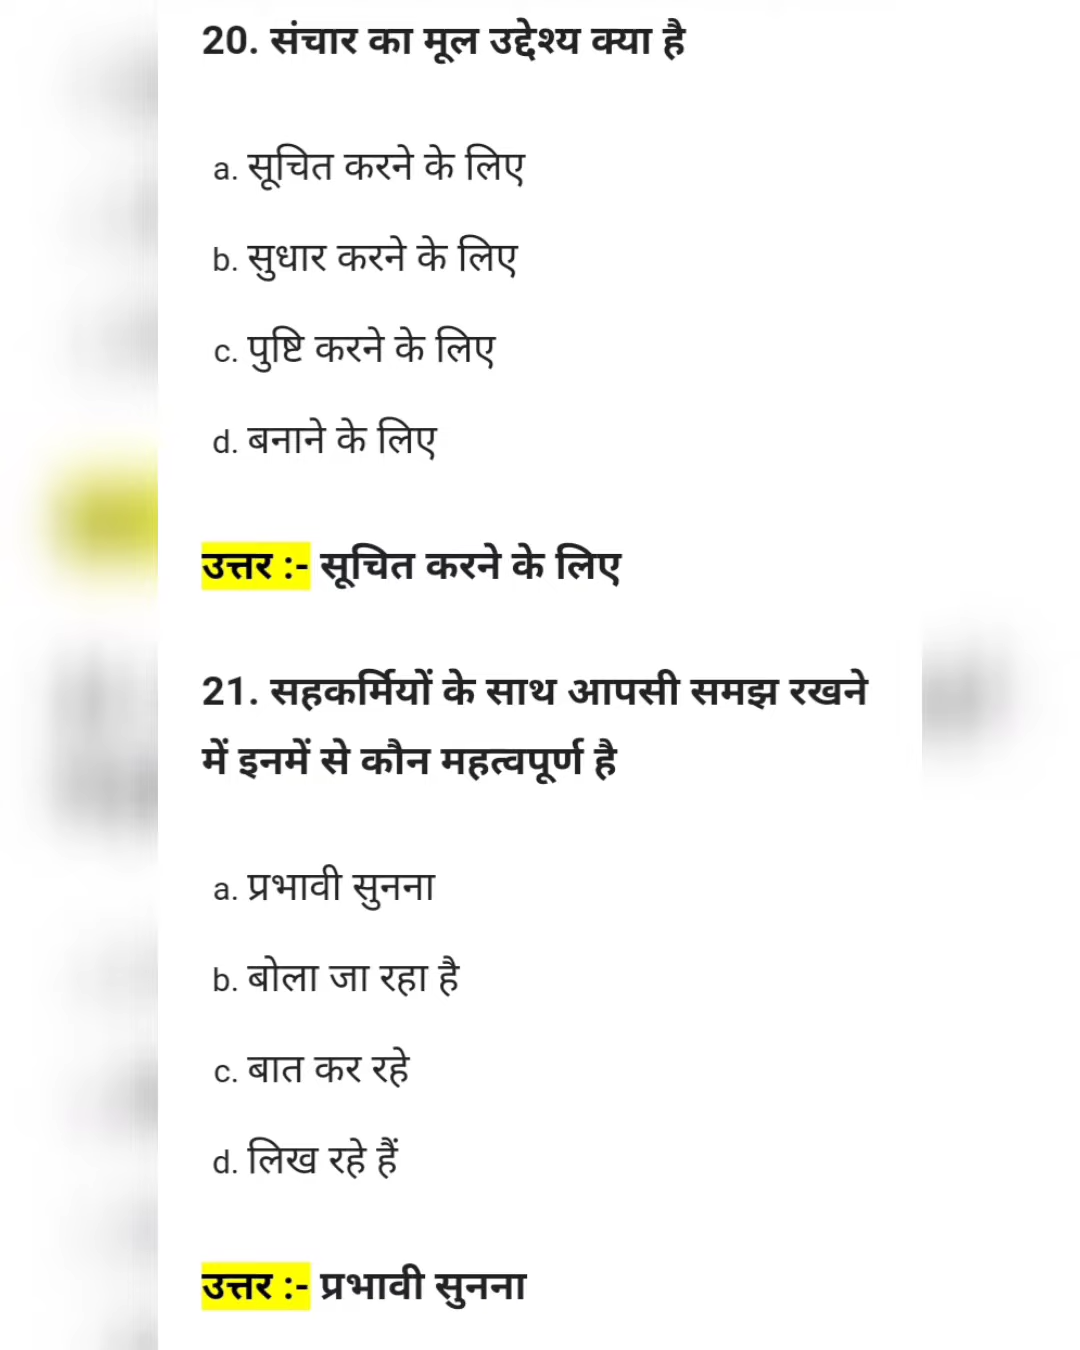 20. संचार का मूल उद्देश्य क्या है
a. सूचित करने के लिए
b. सुधार करने के लिए
c. पुष्टि करने के लिए
d. बनाने के लिए
उत्तर :- सूचित करने के लिए
21. सहकर्मियों के साथ आपसी समझ रखने
में इनमें से कौन महत्वपूर्ण है
a. प्रभावी सुनना
b. बोला जा रहा है
c. बात कर रहे
d. लिख रहे हैं
उत्तर :- प्रभावी सुनना